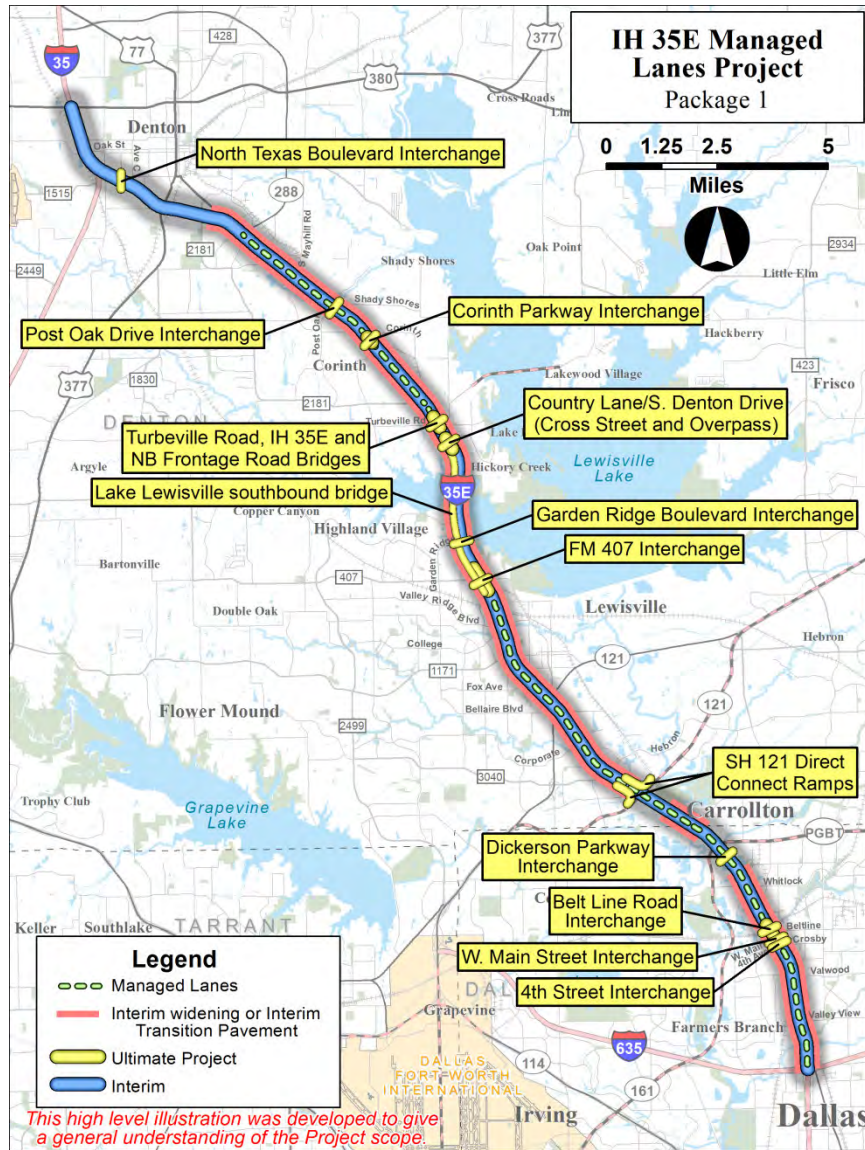 IH 35E Managed
Lanes Project
Package 1
0 1.25 2.5 5
Miles
35
77
428
377
380
Cross Roads
Denton
Oak St
North Texas Boulevard Interchange
1515
288
S Mayhill Rd
2181
Oak Point
2934
2449
Shady Shores
Little Elm
Shady Shores
Corinth Parkway Interchange
Post Oak Drive Interchange
Corinth
Hackberry
Corinth
423
377
1830
Lakewood Village
Frisco
2181
DENTON
Turbeville Rd
Country Lane/S. Denton Drive
(Cross Street and Overpass)
Turbeville Road, IH 35E and
NB Frontage Road Bridges
Argyle
Hickory Creek
Lewisville
Lake
Lake Lewisville southbound bridge
35E
Copper Canyon
Highland Village
Garden Ridge Boulevard Interchange
Bartonville
FM 407 Interchange
407
Valley Ridge Blvd
Double Oak
Lewisville
College
Hebron
121
1171
Fox Ave
Flower Mound
Bellaire Blvd
121
2499
Hebron
Corporate
3040
SH 121 Direct
Connect Ramps
Trophy Club
Grapevine
Lake
Carrollton
PGBT
Dickerson Parkway
Interchange
Whitlock
Keller
Southlake
TARRANT
Belt Line Road
Interchange
Beltline
Crosby
W. Main
4th Ave
W. Main Street Interchange
Valwood
4th Street Interchange
Valley View
Grapevine
Farmers Branch
635
DALLAS
FORT WORTH
INTERNATIONAL
114
161
Irving
Dallas
Legend
Managed Lanes
Interim widening or Interim
Transition Pavement
Ultimate Project
Interim
This high level illustration was developed to give
a general understanding of the Project scope.